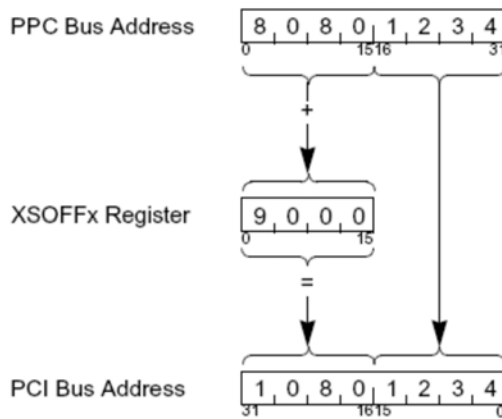 PPC Bus Address 8 0 8 0 1 2 3 4
0 15 16 31
+
XSOFFx Register 9 0 0 0
0 15
=
PCI Bus Address 1 0 8 0 1 2 3 4
31 16 15 0